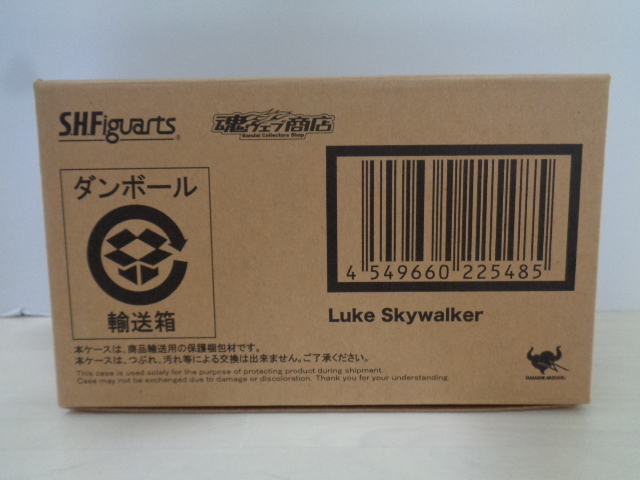 S.H.Figuarts
魂ウェブ商店
Bandai Collectors Shop
ダンボール
輸送箱
4 549660 225485
Luke Skywalker
本ケースは、商品輸送用の保護梱包材です。
本ケースは、つぶれ、汚れ等による交換は出来ません。ご了承ください。
This case is used solely for the purpose of protecting product during shipment.
Case may not be exchanged due to damage or discoloration. Thank you for your understanding.